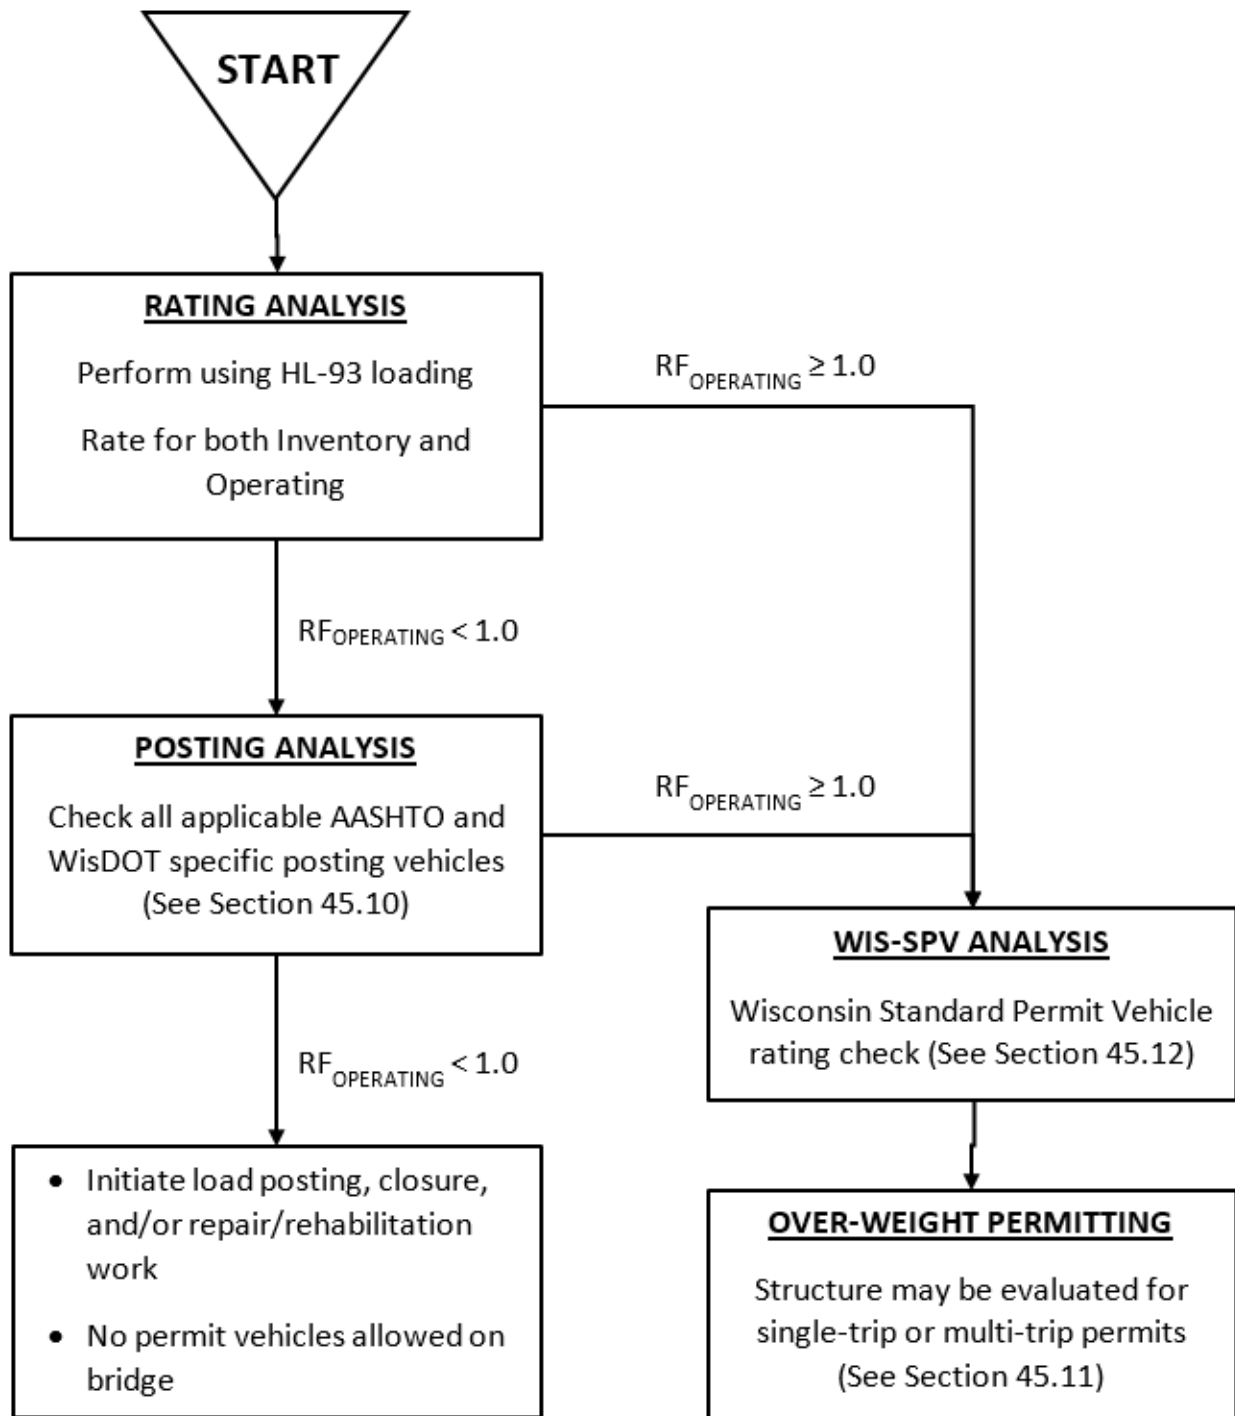 START
RATING ANALYSIS
Perform using HL-93 loading
Rate for both Inventory and
Operating
RF_OPERATING ≥ 1.0
RF_OPERATING < 1.0
POSTING ANALYSIS
Check all applicable AASHTO and
WisDOT specific posting vehicles
(See Section 45.10)
RF_OPERATING ≥ 1.0
WIS-SPV ANALYSIS
Wisconsin Standard Permit Vehicle
rating check (See Section 45.12)
RF_OPERATING < 1.0
• Initiate load posting, closure,
and/or repair/rehabilitation
work
• No permit vehicles allowed on
bridge
OVER-WEIGHT PERMITTING
Structure may be evaluated for
single-trip or multi-trip permits
(See Section 45.11)